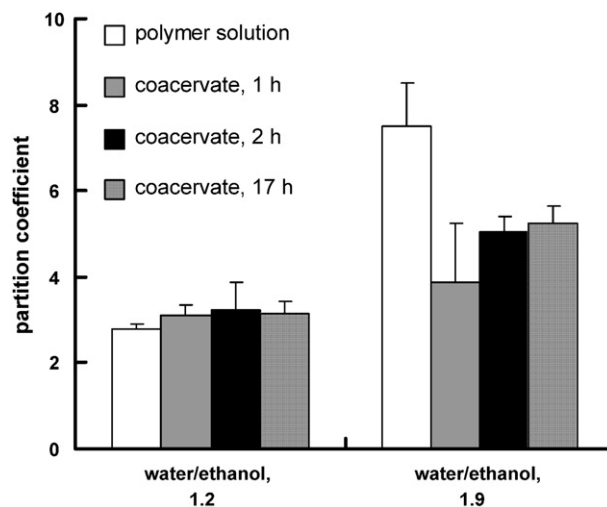 10
8
6
4
2
0
partition coefficient
polymer solution
coacervate, 1 h
coacervate, 2 h
coacervate, 17 h
water/ethanol,
1.2
water/ethanol,
1.9